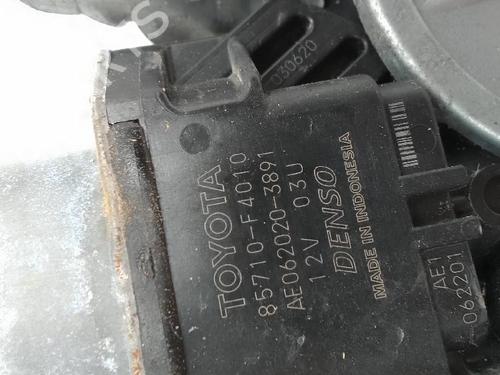 030620
TOYOTA
85710-F4010
AE062020-3891
12V 03U
DENSO
MADE IN INDONESIA
AE1
062201